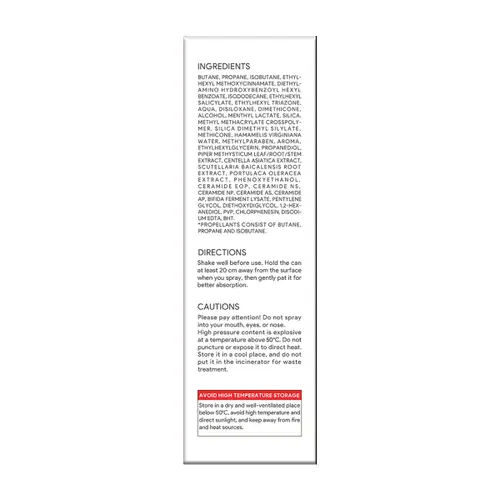 INGREDIENTS
BUTANE, PROPANE, ISOBUTANE, ETHYL-
HEXYL METHOXYCINNAMATE, DIETHYL-
AMINO HYDROXYBENZOYL HEXYL
BENZOATE, ISODODECANE, ETHYLHEXYL
SALICYLATE, ETHYLHEXYL TRIAZONE,
AQUA, DISILOXANE, DIMETHICONE,
ALCOHOL, MENTHYL LACTATE, SILICA,
METHYL METHACRYLATE CROSSPOLY-
MER, SILICA DIMETHYL SILYLATE,
METHICONE, HAMAMELIS VIRGINIANA
WATER, METHYLPARABEN, AROMA,
ETHYLHEXYLGLYCERIN, PROPANEDIOL,
PIPER METHYSTICUM LEAF/ROOT/STEM
EXTRACT, CENTELLA ASIATICA EXTRACT,
SCUTELLARIA BAICALENSIS ROOT
EXTRACT, PORTULACA OLERACEA
EXTRACT, PHENOXYETHANOL,
CERAMIDE EOP, CERAMIDE NS,
CERAMIDE NP, CERAMIDE AS, CERAMIDE
AP, BIFIDA FERMENT LYSATE, PENTYLENE
GLYCOL, DIETHOXYDIGLYCOL, 1,2-HEX-
ANEDIOL, PVP, CHLORPHENESIN, DISODI-
UM EDTA, BHT.
*PROPELLANTS CONSIST OF BUTANE,
PROPANE AND ISOBUTANE.
DIRECTIONS
Shake well before use. Hold the can
at least 20 cm away from the surface
when you spray, then gently pat it for
better absorption.
CAUTIONS
Please pay attention! Do not spray
into your mouth, eyes, or nose.
High pressure content is explosive
at a temperature above 50°C. Do not
puncture or expose it to direct heat.
Store it in a cool place, and do not
put it in the incinerator for waste
treatment.
AVOID HIGH TEMPERATURE STORAGE
Store in a dry and well-ventilated place
below 50°C, avoid high temperature and
direct sunlight, and keep away from fire
and heat sources.